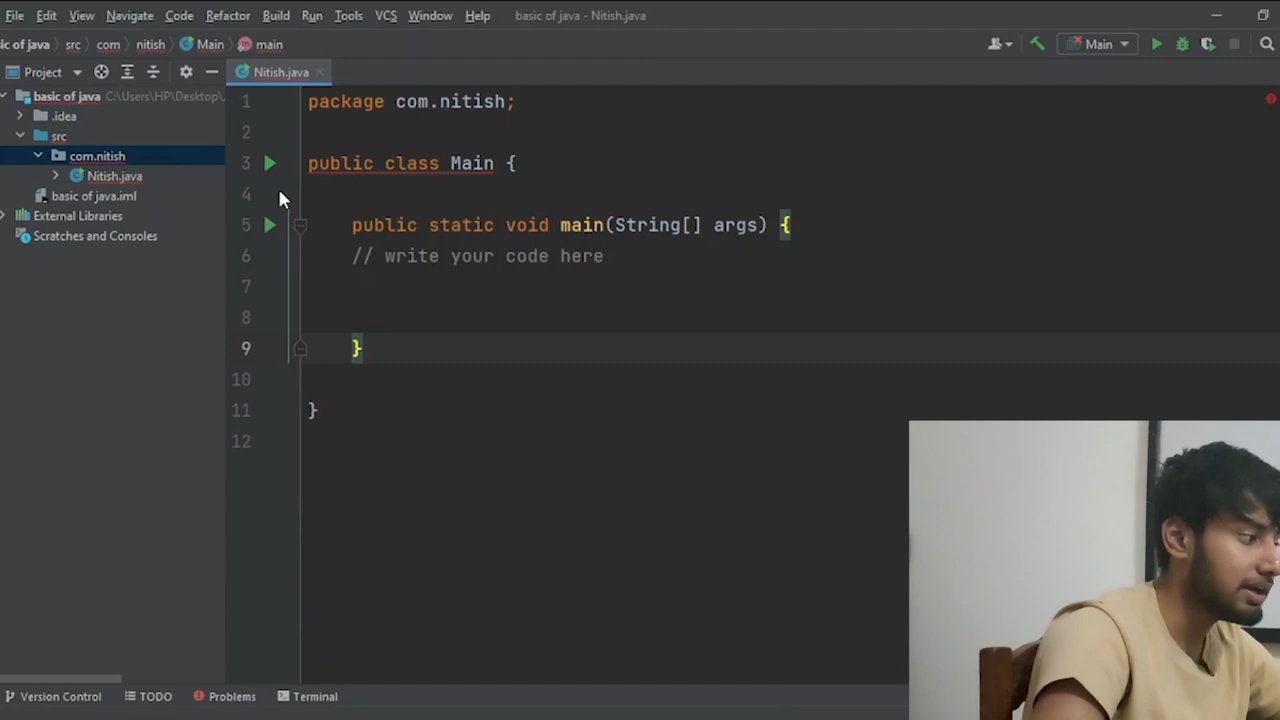 File Edit View Navigate Code Refactor Build Run Tools VCS Window Help basic of java - Nitish.java
ic of java src com nitish Main main Main
Project Nitish.java
basic of java C:\Users\HP\Desktop\
.idea
src
com.nitish
Nitish.java
basic of java.iml
External Libraries
Scratches and Consoles
1 package com.nitish;
2
3 public class Main {
4
5 public static void main(String[] args) {
6 // write your code here
7
8
9 }
10
11 }
12
Version Control TODO Problems Terminal